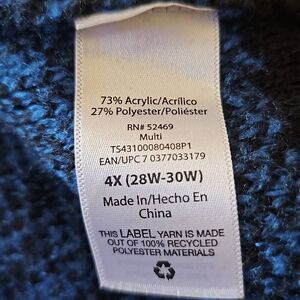 73% Acrylic/Acrílico
27% Polyester/Poliéster
RN# 52469
Multi
TS43100080408P1
EAN/UPC 7 0377033179
4X (28W-30W)
Made In/Hecho En
China
THIS LABEL YARN IS MADE
OUT OF 100% RECYCLED
POLYESTER MATERIALS